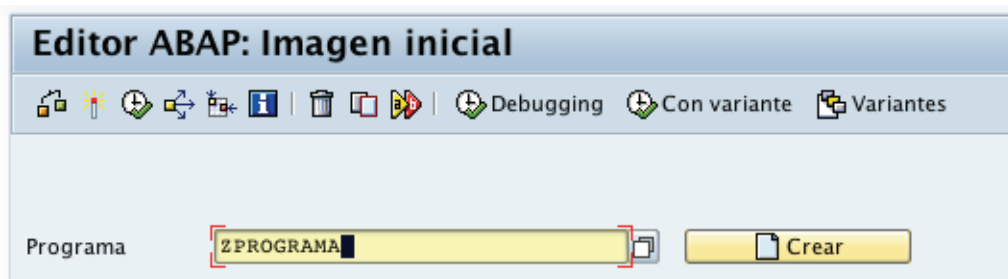 Editor ABAP: Imagen inicial
Debugging Con variante Variantes
Programa ZPROGRAMA Crear